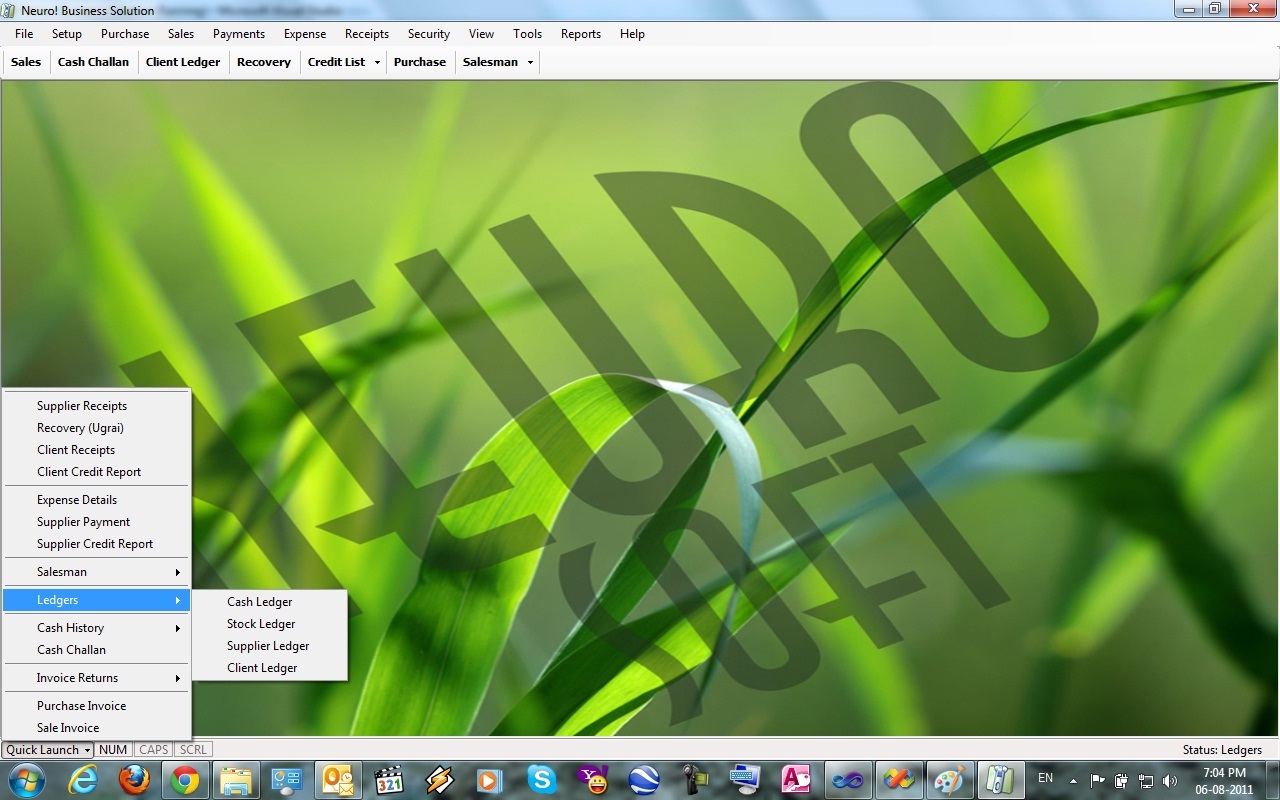 Neuro! Business Solution
File Setup Purchase Sales Payments Expense Receipts Security View Tools Reports Help
Sales Cash Challan Client Ledger Recovery Credit List Purchase Salesman
NEURO
SOFT
Supplier Receipts
Recovery (Ugrai)
Client Receipts
Client Credit Report
Expense Details
Supplier Payment
Supplier Credit Report
Salesman
Ledgers
Cash History
Cash Challan
Invoice Returns
Purchase Invoice
Sale Invoice
Cash Ledger
Stock Ledger
Supplier Ledger
Client Ledger
Quick Launch NUM CAPS SCRL
Status: Ledgers
321
EN
7:04 PM
06-08-2011